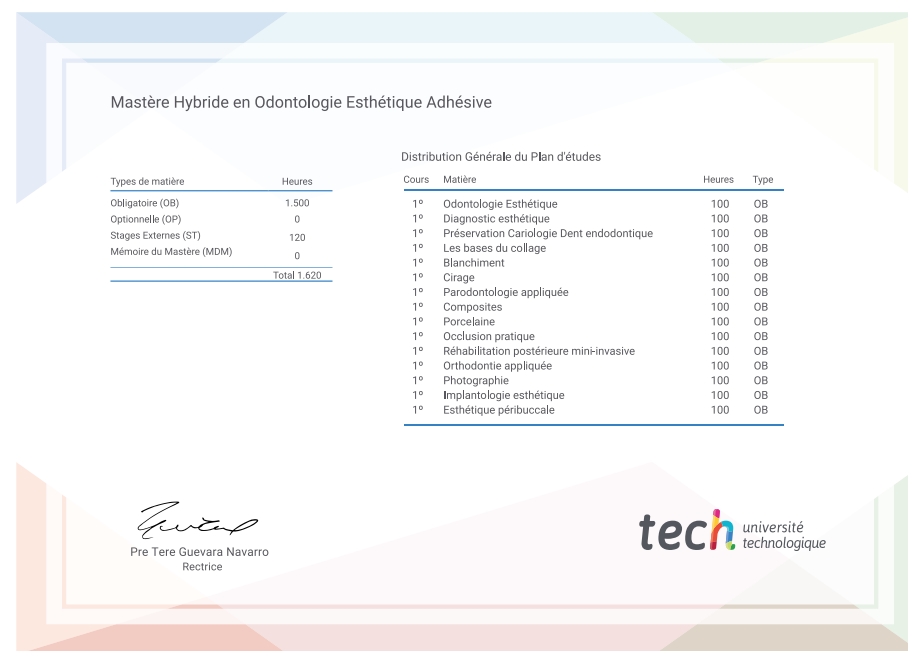 Mastère Hybride en Odontologie Esthétique Adhésive
Types de matière Heures
Obligatoire (OB) 1.500
Optionnelle (OP) 0
Stages Externes (ST) 120
Mémoire du Mastère (MDM) 0
Total 1.620
Distribution Générale du Plan d'études
Cours Matière Heures Type
1º Odontologie Esthétique 100 OB
1º Diagnostic esthétique 100 OB
1º Préservation Cariologie Dent endodontique 100 OB
1º Les bases du collage 100 OB
1º Blanchiment 100 OB
1º Cirage 100 OB
1º Parodontologie appliquée 100 OB
1º Composites 100 OB
1º Porcelaine 100 OB
1º Occlusion pratique 100 OB
1º Réhabilitation postérieure mini-invasive 100 OB
1º Orthodontie appliquée 100 OB
1º Photographie 100 OB
1º Implantologie esthétique 100 OB
1º Esthétique péribuccale 100 OB
Pre Tere Guevara Navarro
Rectrice
tech université
technologique